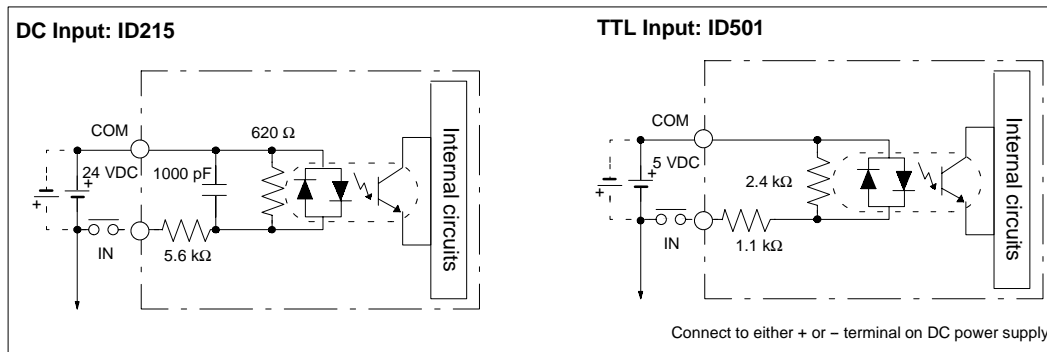 DC Input: ID215
COM
24 VDC
+
+
1000 pF
620 Ω
IN
5.6 kΩ
Internal circuits
TTL Input: ID501
COM
5 VDC
+
+
2.4 kΩ
IN
1.1 kΩ
Internal circuits
Connect to either + or – terminal on DC power supply